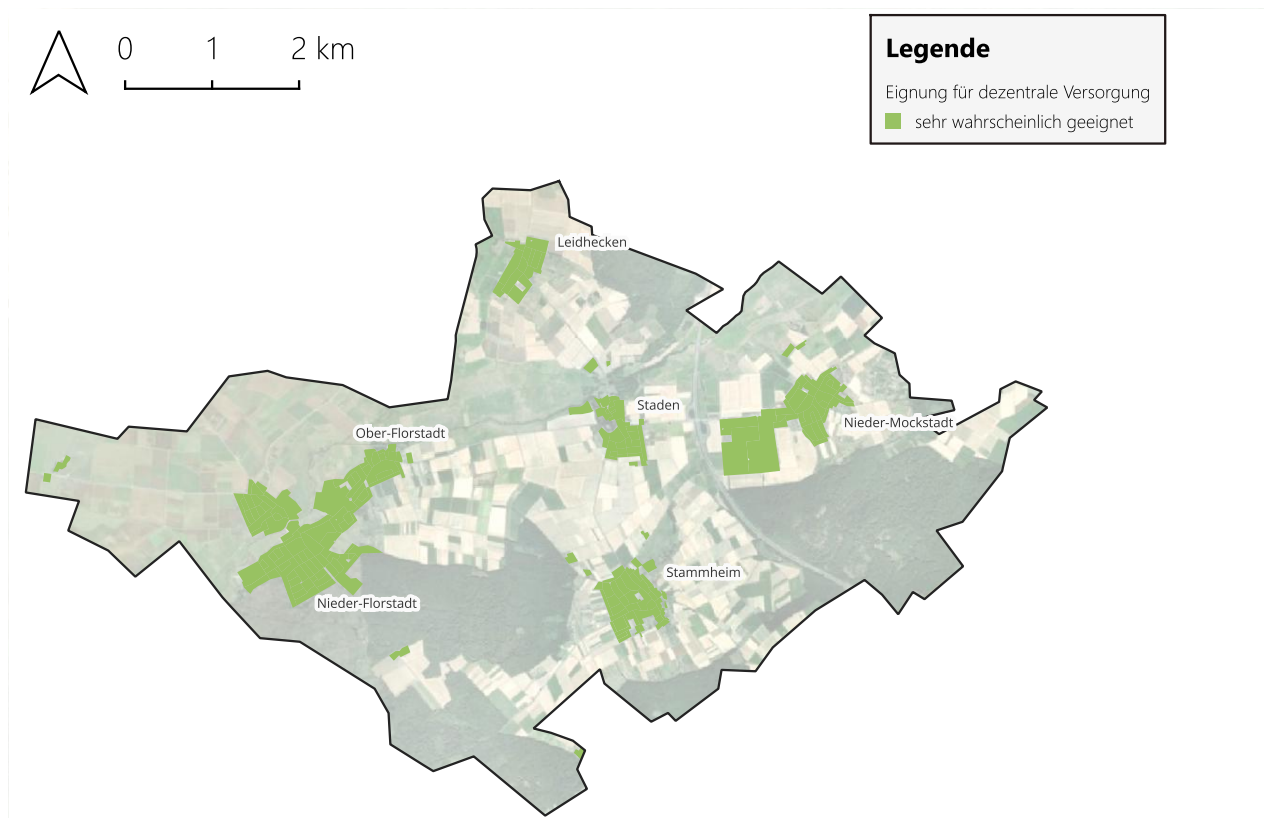 0 1 2 km
Legende
Eignung für dezentrale Versorgung
sehr wahrscheinlich geeignet
Leidhecken
Staden
Nieder-Mockstadt
Ober-Florstadt
Stammheim
Nieder-Florstadt